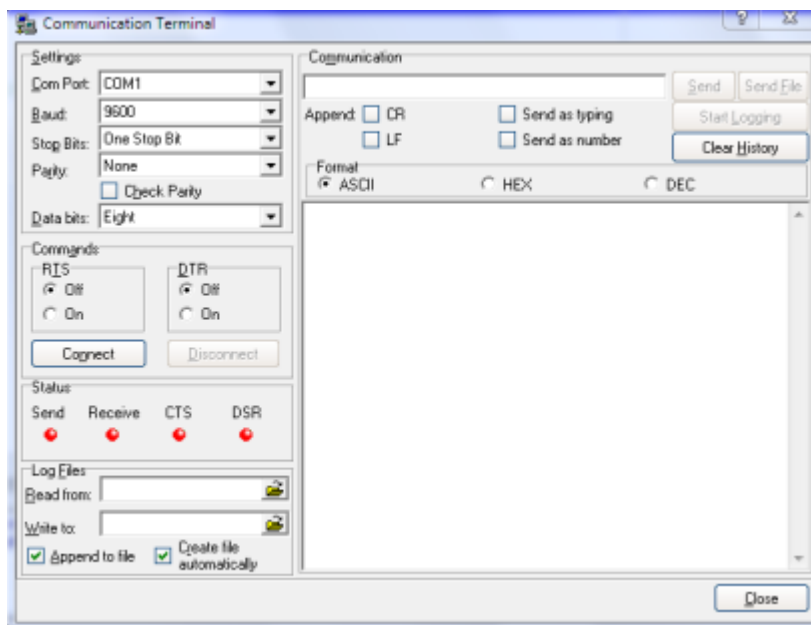 Communication Terminal
Settings
Com Port: COM1
Baud: 9600
Stop Bits: One Stop Bit
Parity: None
Check Parity
Data bits: Eight
Commands
RTS
Off
On
DTR
Off
On
Connect
Disconnect
Status
Send Receive CTS DSR
Log Files
Read from:
Write to:
Append to file
Create file
automatically
Communication
Send
Send File
Append: CR
LF
Send as typing
Send as number
Start Logging
Clear History
Format
ASCII
HEX
DEC
Close